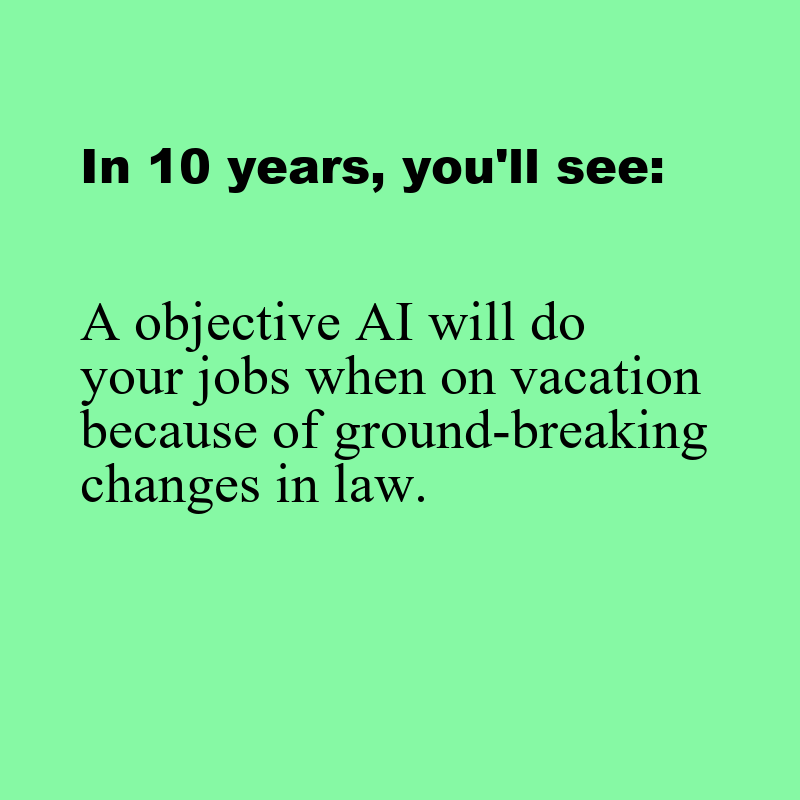 In 10 years, you'll see:
A objective AI will do
your jobs when on vacation
because of ground-breaking
changes in law.